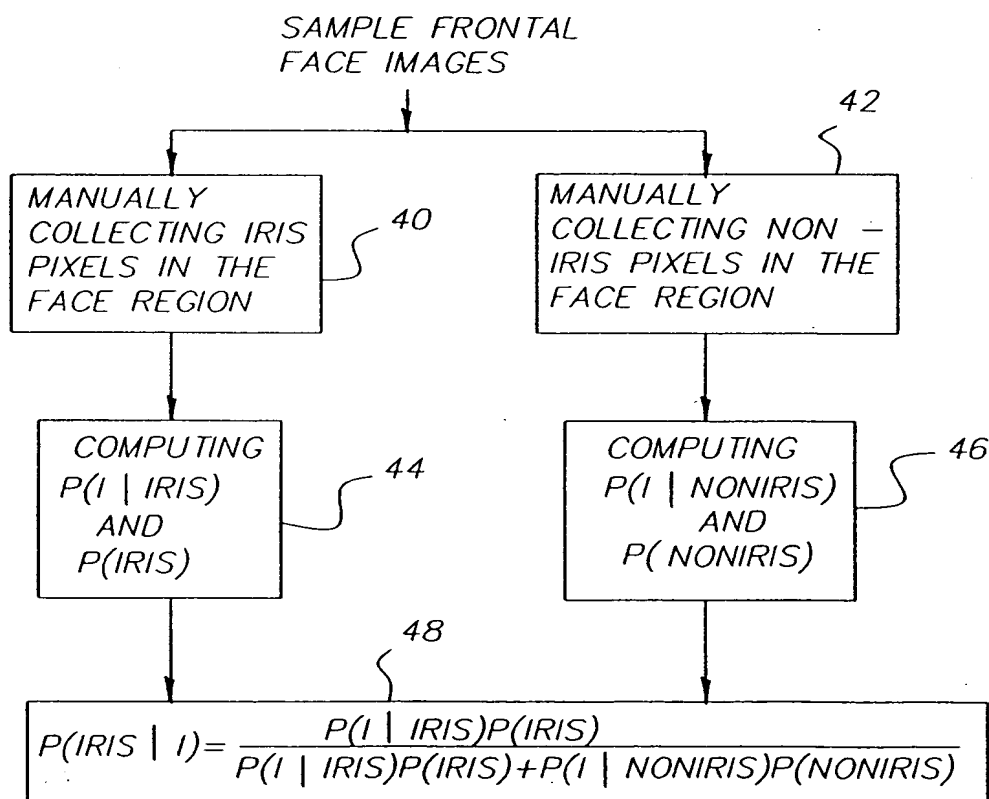 SAMPLE FRONTAL
FACE IMAGES
42
MANUALLY
COLLECTING IRIS
PIXELS IN THE
FACE REGION
40
MANUALLY
COLLECTING NON –
IRIS PIXELS IN THE
FACE REGION
COMPUTING
P(I | IRIS)
AND
P(IRIS)
44
COMPUTING
P(I | NONIRIS)
AND
P( NONIRIS)
46
48
P(IRIS | I)= P(I | IRIS)P(IRIS)
P(I | IRIS)P(IRIS)+P(I | NONIRIS)P(NONIRIS)